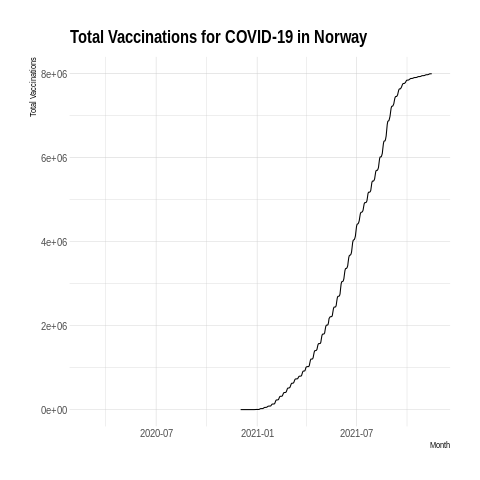 Total Vaccinations for COVID-19 in Norway
Total Vaccinations
8e+06
6e+06
4e+06
2e+06
0e+00
2020-07
2021-01
2021-07
Month